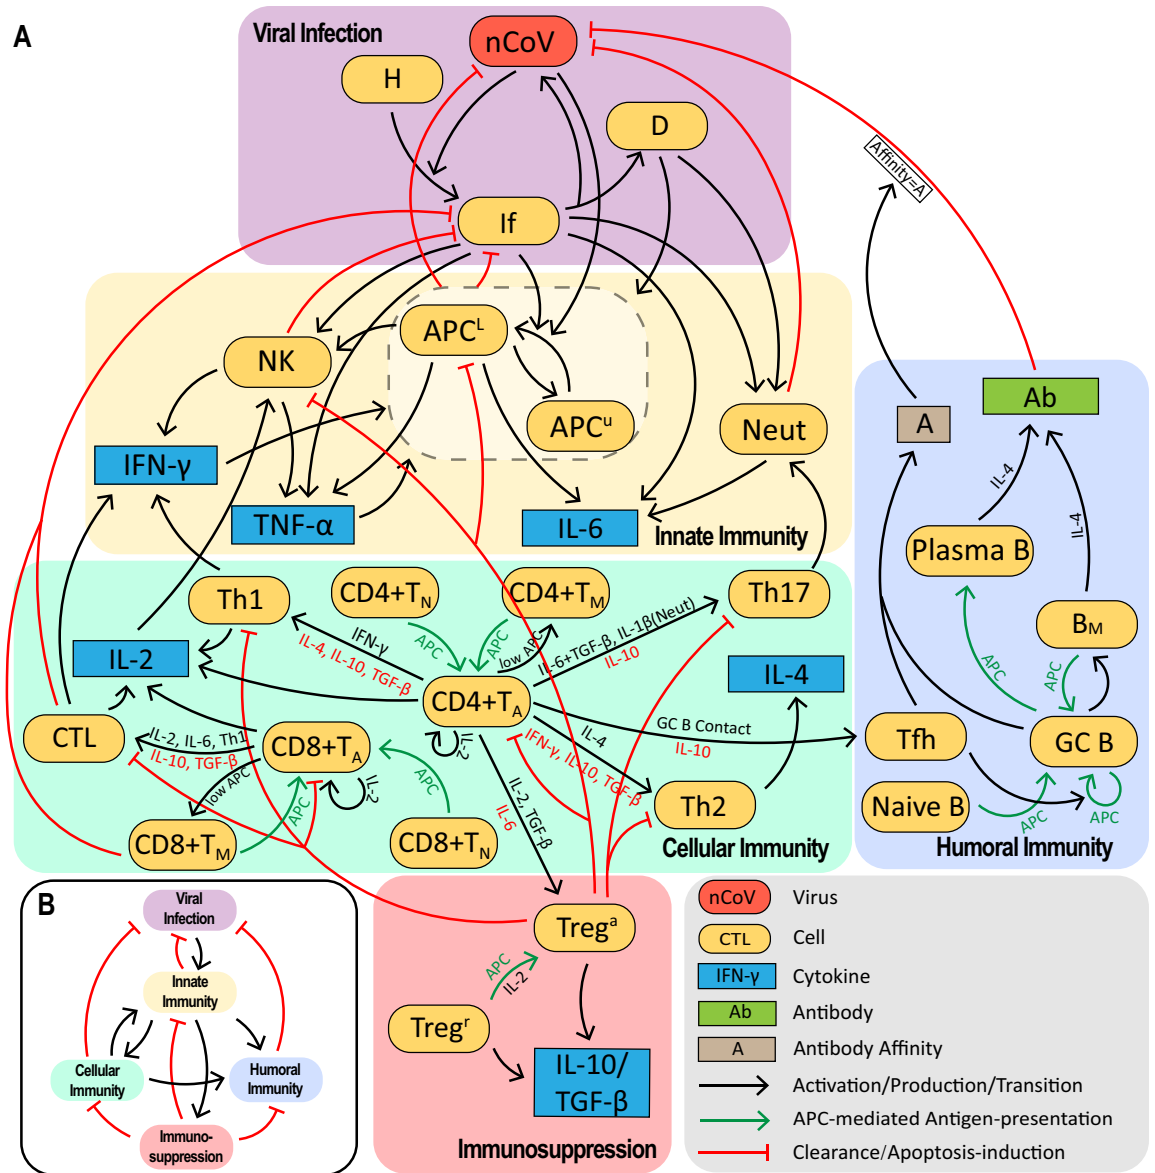 A
Viral Infection
nCoV
H
D
If
Affinity=A
APCL
NK
APCu
Neut
IFN-γ
TNF-α
IL-6
Innate Immunity
A
Ab
IL-4
IL-4
Plasma B
BM
APC
APC
Tfh
GC B
Naive B
APC
APC
Humoral Immunity
Th1
CD4+TN
CD4+TM
Th17
IFN-γ
IL-4, IL-10, TGF-β
APC
APC
low APC
IL-6+TGF-β, IL-1β(Neut)
IL-10
IL-2
CD4+TA
IL-4
GC B Contact
IL-10
CTL
IL-2, IL-6, Th1
IL-10, TGF-β
CD8+TA
IL-2
IL-2
IL-4
IFN-γ, IL-10, TGF-β
low APC
APC
APC
IL-2, TGF-β
IL-6
Th2
CD8+TM
CD8+TN
Cellular Immunity
Trega
APC
IL-2
Tregr
IL-10/
TGF-β
Immunosuppression
B
Viral
Infection
Innate
Immunity
Cellular
Immunity
Humoral
Immunity
Immuno-
suppression
nCoV Virus
CTL Cell
IFN-γ Cytokine
Ab Antibody
A Antibody Affinity
Activation/Production/Transition
APC-mediated Antigen-presentation
Clearance/Apoptosis-induction